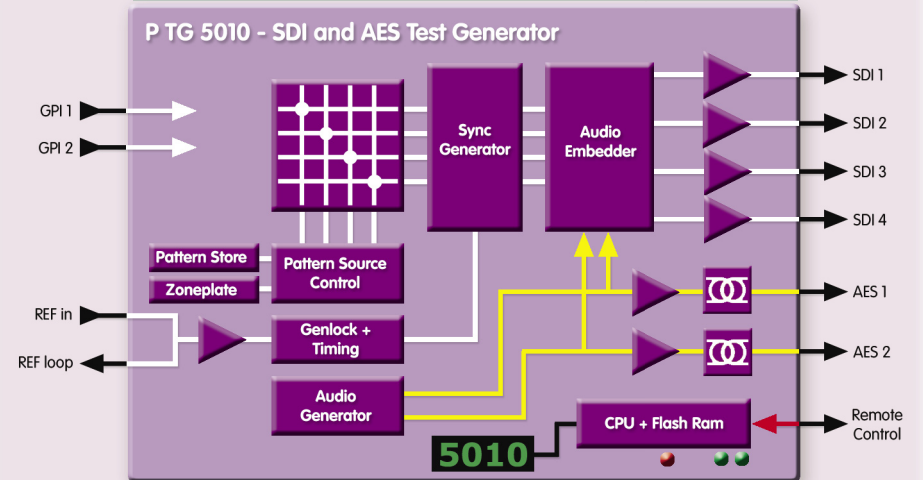 P TG 5010 - SDI and AES Test Generator
GPI 1
GPI 2
Sync
Generator
Audio
Embedder
SDI 1
SDI 2
SDI 3
SDI 4
Pattern Store
Zoneplate
Pattern Source
Control
REF in
REF loop
Genlock +
Timing
AES 1
AES 2
Audio
Generator
CPU + Flash Ram
Remote
Control
5010